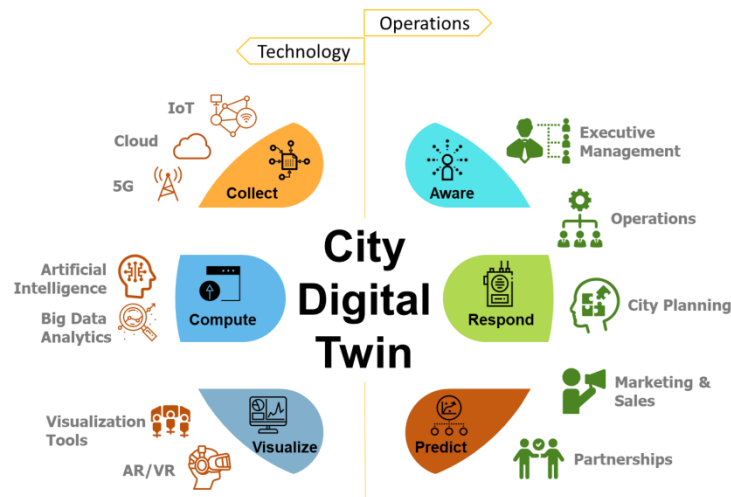 Operations
Technology
IoT
Cloud
5G
Collect
Artificial
Intelligence
Big Data
Analytics
Compute
Visualization
Tools
AR/VR
Visualize
City
Digital
Twin
Aware
Executive
Management
Operations
Respond
City Planning
Marketing &
Sales
Predict
Partnerships